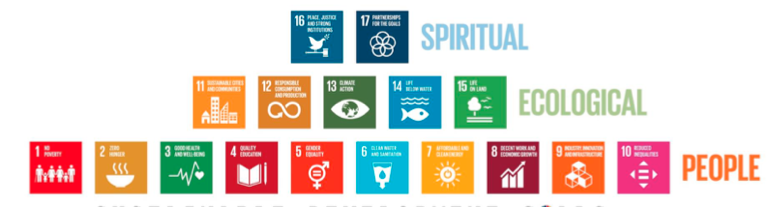 16 PEACE, JUSTICE
AND STRONG
INSTITUTIONS
17 PARTNERSHIPS
FOR THE GOALS
SPIRITUAL
11 SUSTAINABLE CITIES
AND COMMUNITIES
12 RESPONSIBLE
CONSUMPTION
AND PRODUCTION
13 CLIMATE
ACTION
14 LIFE
BELOW WATER
15 LIFE
ON LAND
ECOLOGICAL
1 NO
POVERTY
2 ZERO
HUNGER
3 GOOD HEALTH
AND WELL-BEING
4 QUALITY
EDUCATION
5 GENDER
EQUALITY
6 CLEAN WATER
AND SANITATION
7 AFFORDABLE AND
CLEAN ENERGY
8 DECENT WORK AND
ECONOMIC GROWTH
9 INDUSTRY, INNOVATION
AND INFRASTRUCTURE
10 REDUCED
INEQUALITIES
PEOPLE